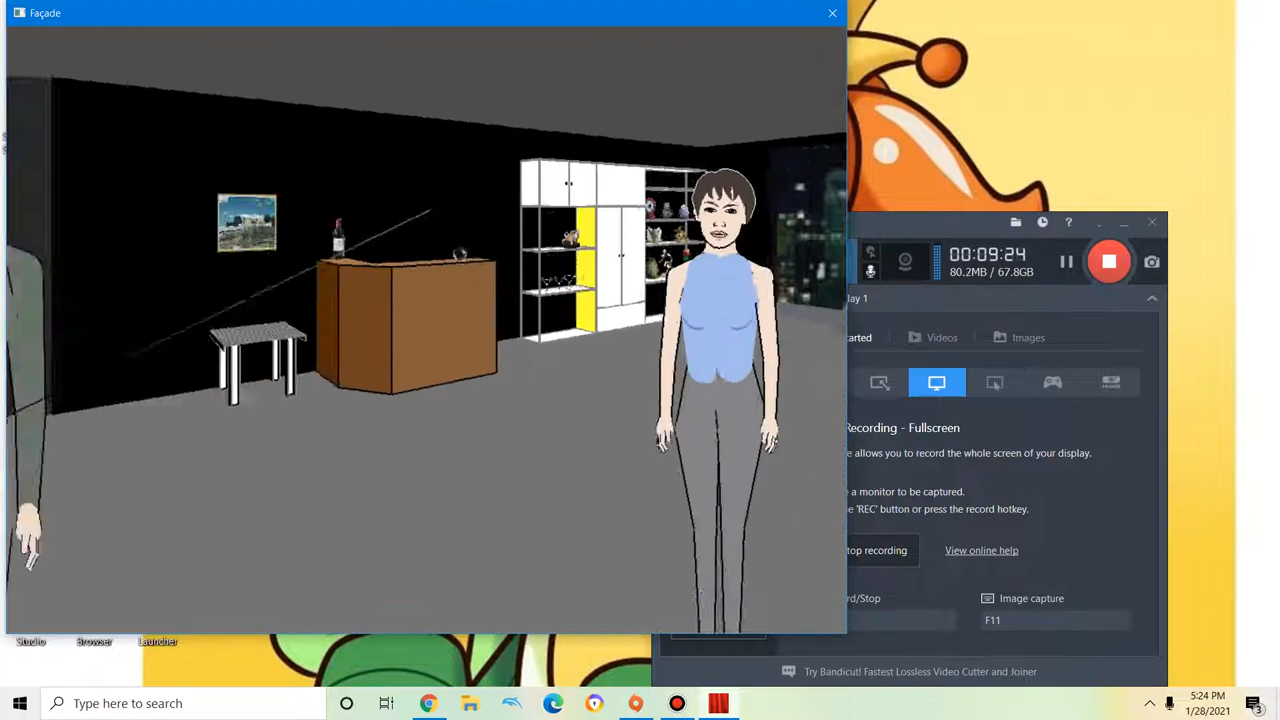 Façade
00:09:24
80.2MB / 67.8GB
lay 1
arted
Videos
Images
Recording - Fullscreen
e allows you to record the whole screen of your display.
e a monitor to be captured.
e 'REC' button or press the record hotkey.
top recording
View online help
rd/Stop
Image capture
F11
Try Bandicut! Fastest Lossless Video Cutter and Joiner
Studio
Browser
Launcher
Type here to search
5:24 PM
1/28/2021
3